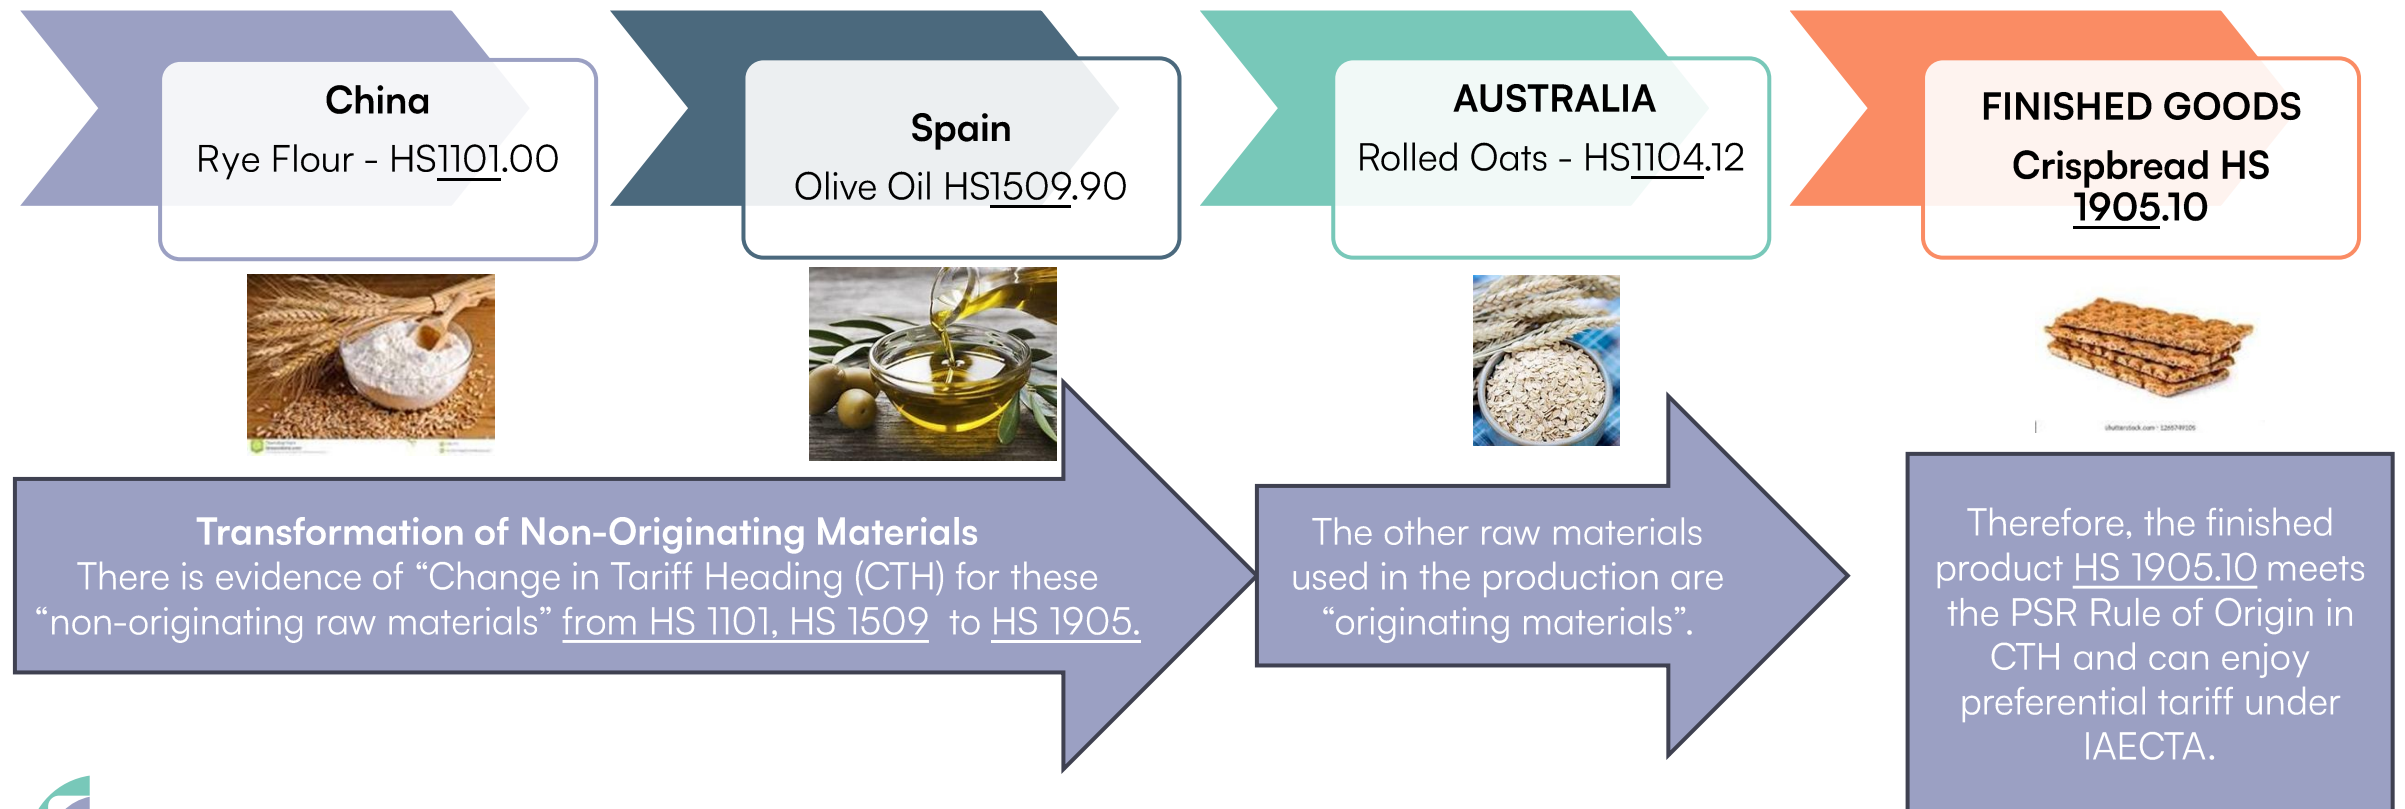 China
Rye Flour - HS1101.00
Spain
Olive Oil HS1509.90
AUSTRALIA
Rolled Oats - HS1104.12
FINISHED GOODS
Crispbread HS
1905.10
shutterstock.com · 1265749105
Transformation of Non-Originating Materials
There is evidence of “Change in Tariff Heading (CTH) for these
“non-originating raw materials” from HS 1101, HS 1509 to HS 1905.
The other raw materials
used in the production are
“originating materials”.
Therefore, the finished
product HS 1905.10 meets
the PSR Rule of Origin in
CTH and can enjoy
preferential tariff under
IAECTA.